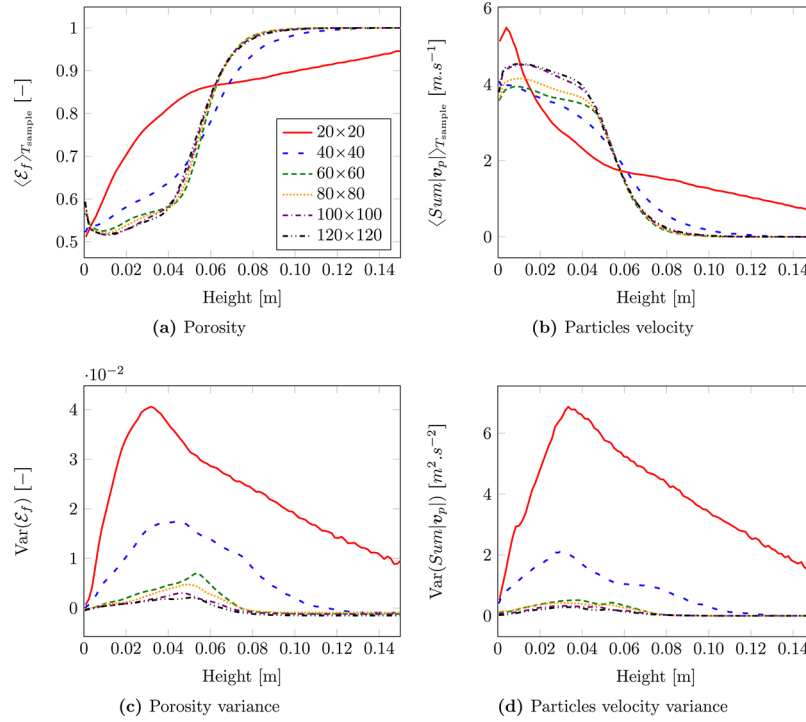 1
0.9
0.8
0.7
0.6
0.5
⟨ℰ_f⟩_{T_sample} [−]
20×20
40×40
60×60
80×80
100×100
120×120
0 0.02 0.04 0.06 0.08 0.10 0.12 0.14
Height [m]
(a) Porosity
6
4
2
0
⟨Sum|𝒗_p|⟩_{T_sample} [m.s⁻¹]
0 0.02 0.04 0.06 0.08 0.10 0.12 0.14
Height [m]
(b) Particles velocity
·10⁻²
4
3
2
1
0
Var(ℰ_f) [−]
0 0.02 0.04 0.06 0.08 0.10 0.12 0.14
Height [m]
(c) Porosity variance
6
4
2
0
Var(Sum|𝒗_p|) [m².s⁻²]
0 0.02 0.04 0.06 0.08 0.10 0.12 0.14
Height [m]
(d) Particles velocity variance